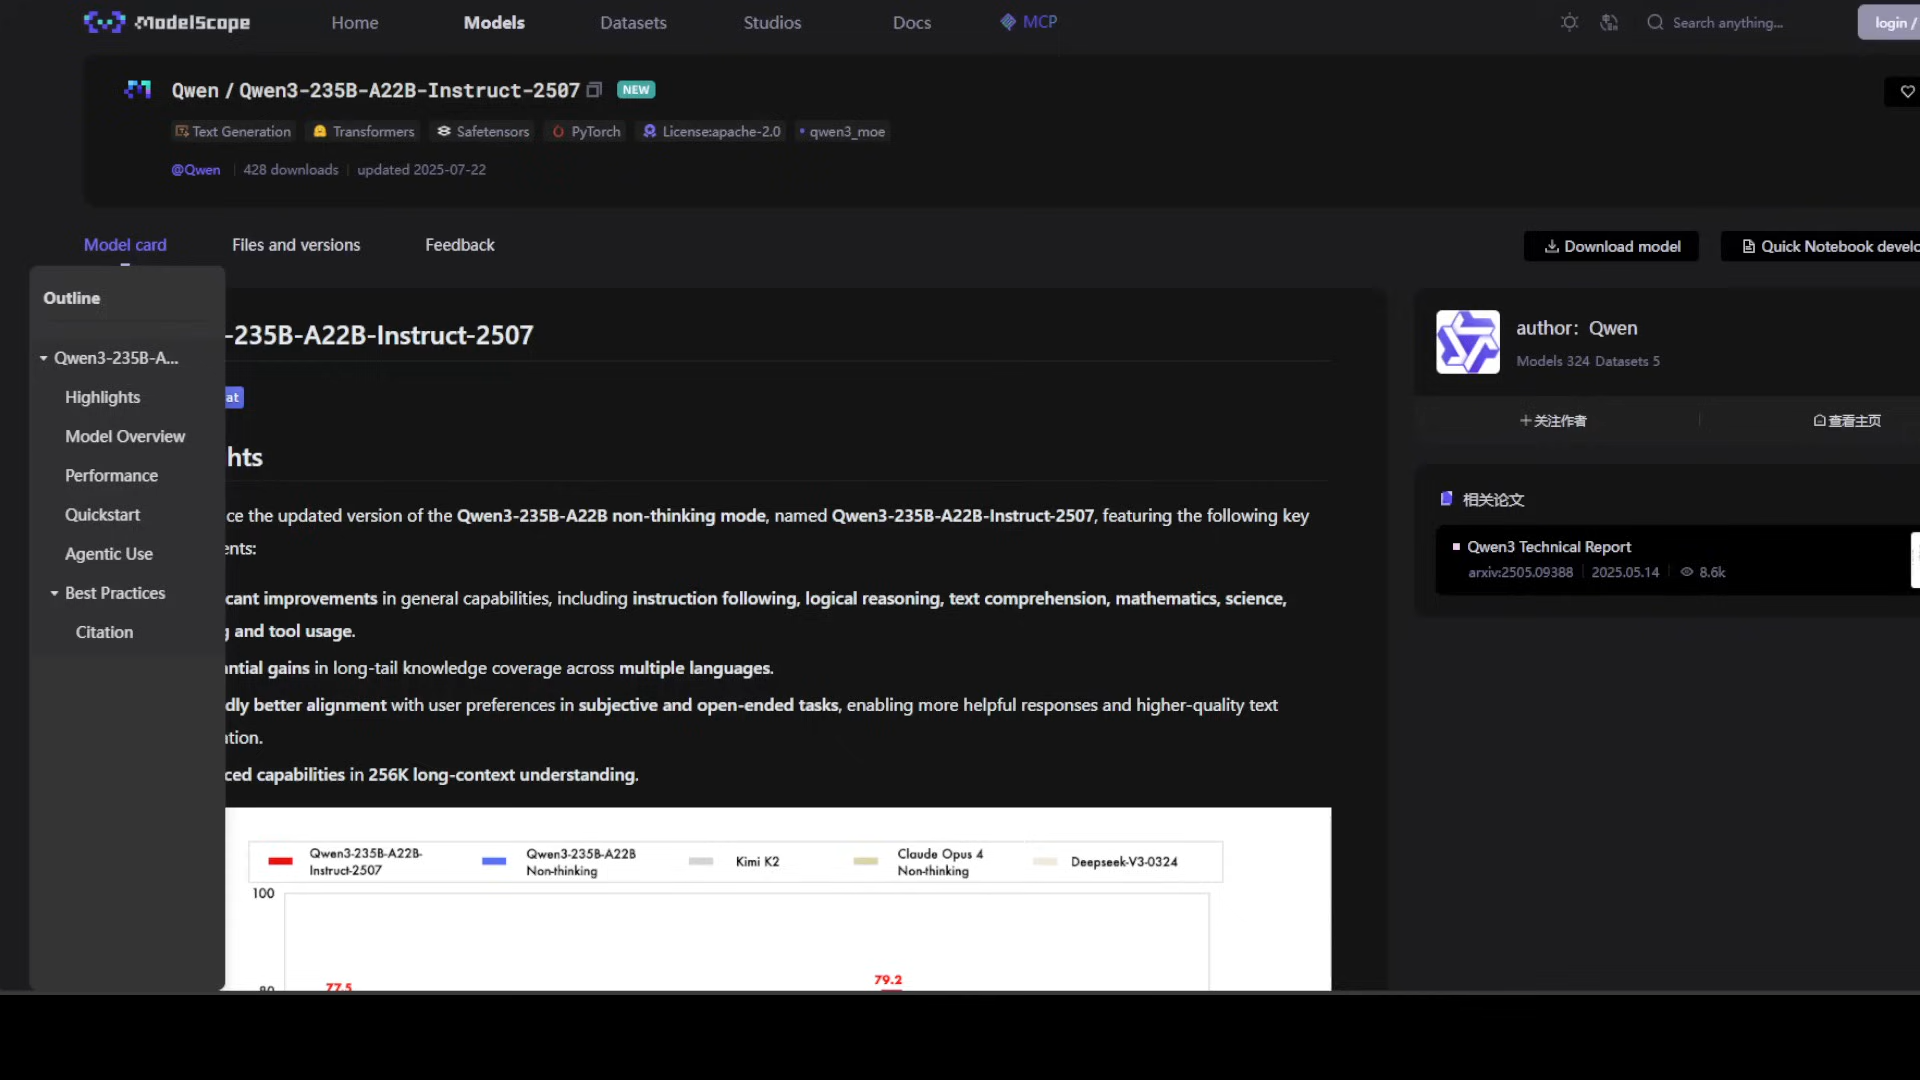 ModelScope
Home
Models
Datasets
Studios
Docs
MCP
Search anything...
login /
Qwen / Qwen3-235B-A22B-Instruct-2507
NEW
Text Generation
Transformers
Safetensors
PyTorch
License:apache-2.0
qwen3_moe
@Qwen
428 downloads
updated 2025-07-22
Model card
Files and versions
Feedback
Download model
Quick Notebook develo
Outline
Qwen3-235B-A...
Highlights
Model Overview
Performance
Quickstart
Agentic Use
Best Practices
Citation
-235B-A22B-Instruct-2507
at
hts
ce the updated version of the Qwen3-235B-A22B non-thinking mode, named Qwen3-235B-A22B-Instruct-2507, featuring the following key
ents:
cant improvements in general capabilities, including instruction following, logical reasoning, text comprehension, mathematics, science,
g and tool usage.
antial gains in long-tail knowledge coverage across multiple languages.
dly better alignment with user preferences in subjective and open-ended tasks, enabling more helpful responses and higher-quality text
ation.
ced capabilities in 256K long-context understanding.
Qwen3-235B-A22B-
Instruct-2507
Qwen3-235B-A22B
Non-thinking
Kimi K2
Claude Opus 4
Non-thinking
Deepseek-V3-0324
100
80
77.5
79.2
author: Qwen
Models 324 Datasets 5
+关注作者
查看主页
相关论文
Qwen3 Technical Report
arxiv:2505.09388
2025.05.14
8.6k